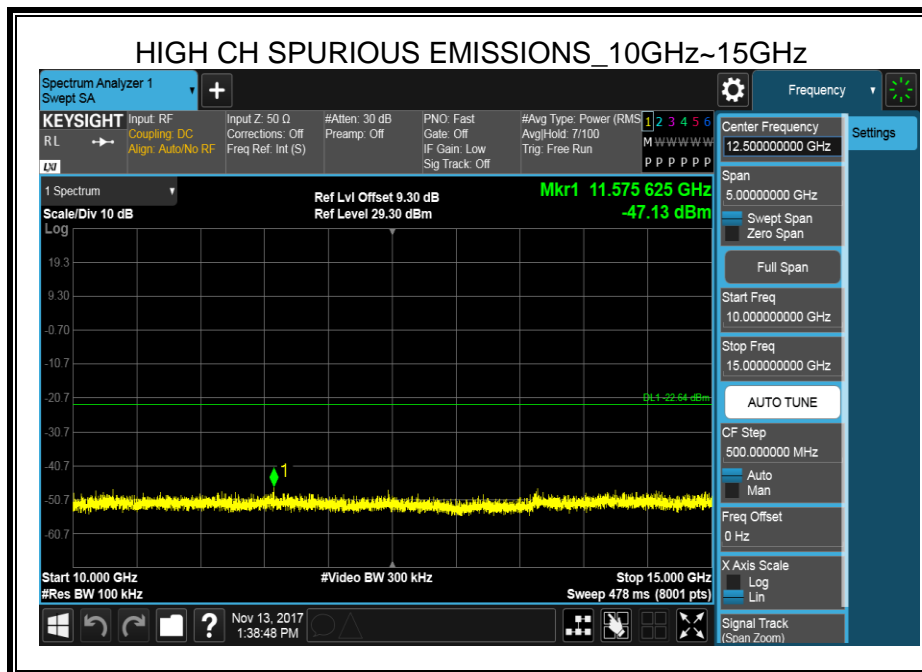 HIGH CH SPURIOUS EMISSIONS_10GHz~15GHz
Spectrum Analyzer 1
Swept SA
+
Frequency
KEYSIGHT
RL
LXI
Input: RF
Coupling: DC
Align: Auto/No RF
Input Z: 50 Ω
Corrections: Off
Freq Ref: Int (S)
#Atten: 30 dB
Preamp: Off
PNO: Fast
Gate: Off
IF Gain: Low
Sig Track: Off
#Avg Type: Power (RMS
Avg|Hold: 7/100
Trig: Free Run
1 2 3 4 5 6
M W W W W W
P P P P P P
Center Frequency
12.500000000 GHz
Settings
1 Spectrum
Scale/Div 10 dB
Ref Lvl Offset 9.30 dB
Ref Level 29.30 dBm
Mkr1 11.575 625 GHz
-47.13 dBm
Log
19.3
9.30
-0.70
-10.7
-20.7
-30.7
-40.7
-50.7
-60.7
DL1 -22.64 dBm
1
Start 10.000 GHz
#Res BW 100 kHz
#Video BW 300 kHz
Stop 15.000 GHz
Sweep 478 ms (8001 pts)
Span
5.00000000 GHz
Swept Span
Zero Span
Full Span
Start Freq
10.000000000 GHz
Stop Freq
15.000000000 GHz
AUTO TUNE
CF Step
500.000000 MHz
Auto
Man
Freq Offset
0 Hz
X Axis Scale
Log
Lin
Signal Track
(Span Zoom)
?
Nov 13, 2017
1:38:48 PM